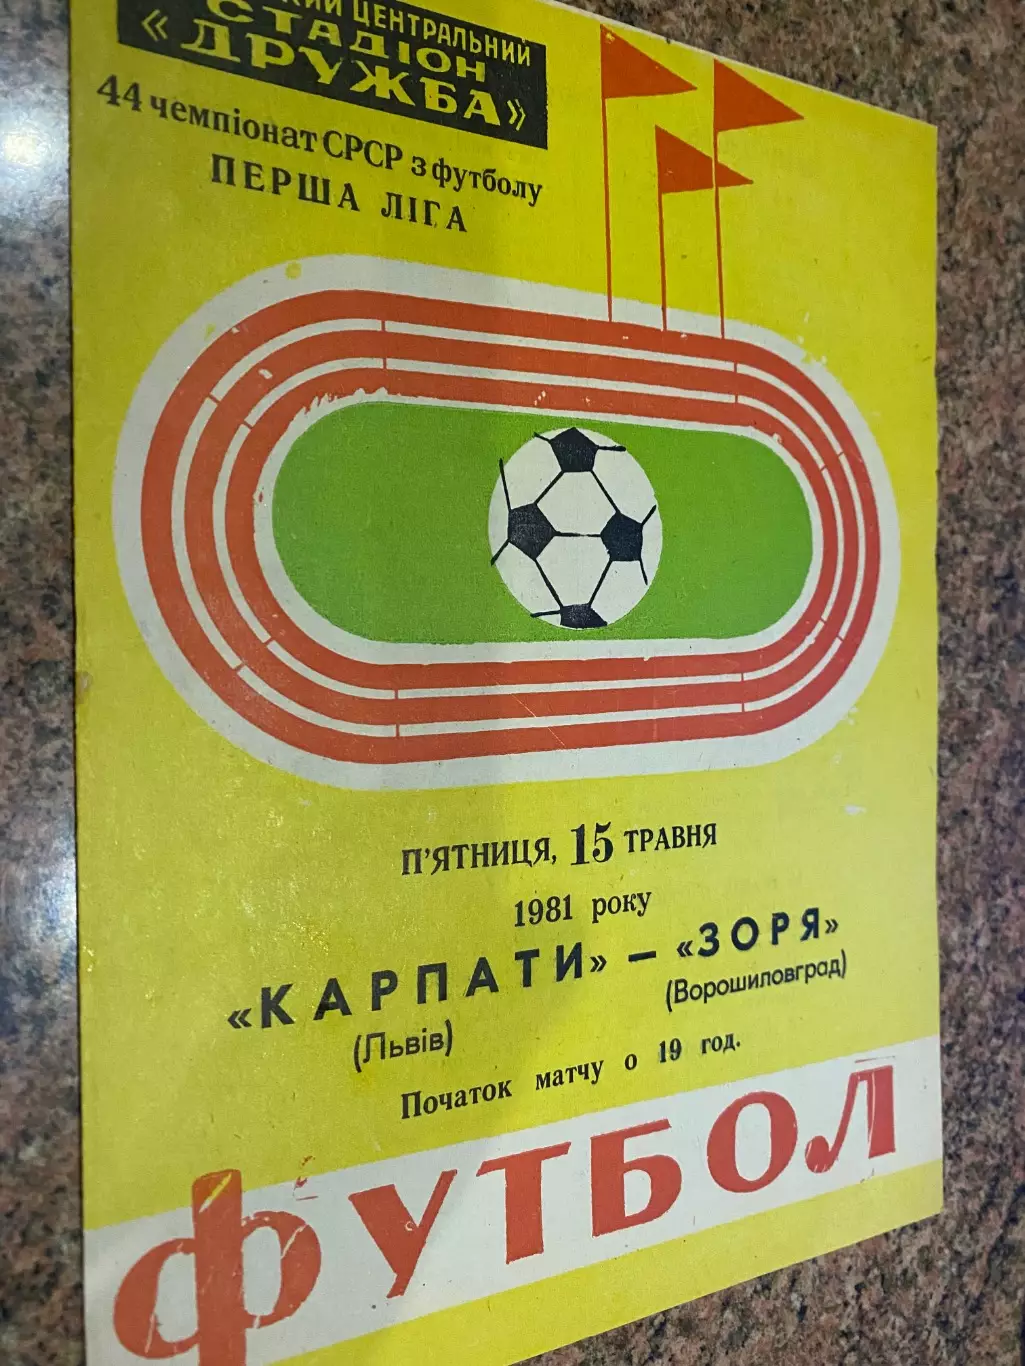 ЦЕНТРАЛЬНИЙ
СТАДІОН
«ДРУЖБА»
44 чемпіонат СРСР з футболу
ПЕРША ЛІГА
П'ЯТНИЦЯ, 15 ТРАВНЯ
1981 року
«КАРПАТИ» — «ЗОРЯ»
(Львів) (Ворошиловград)
Початок матчу о 19 год.
ФУТБОЛ